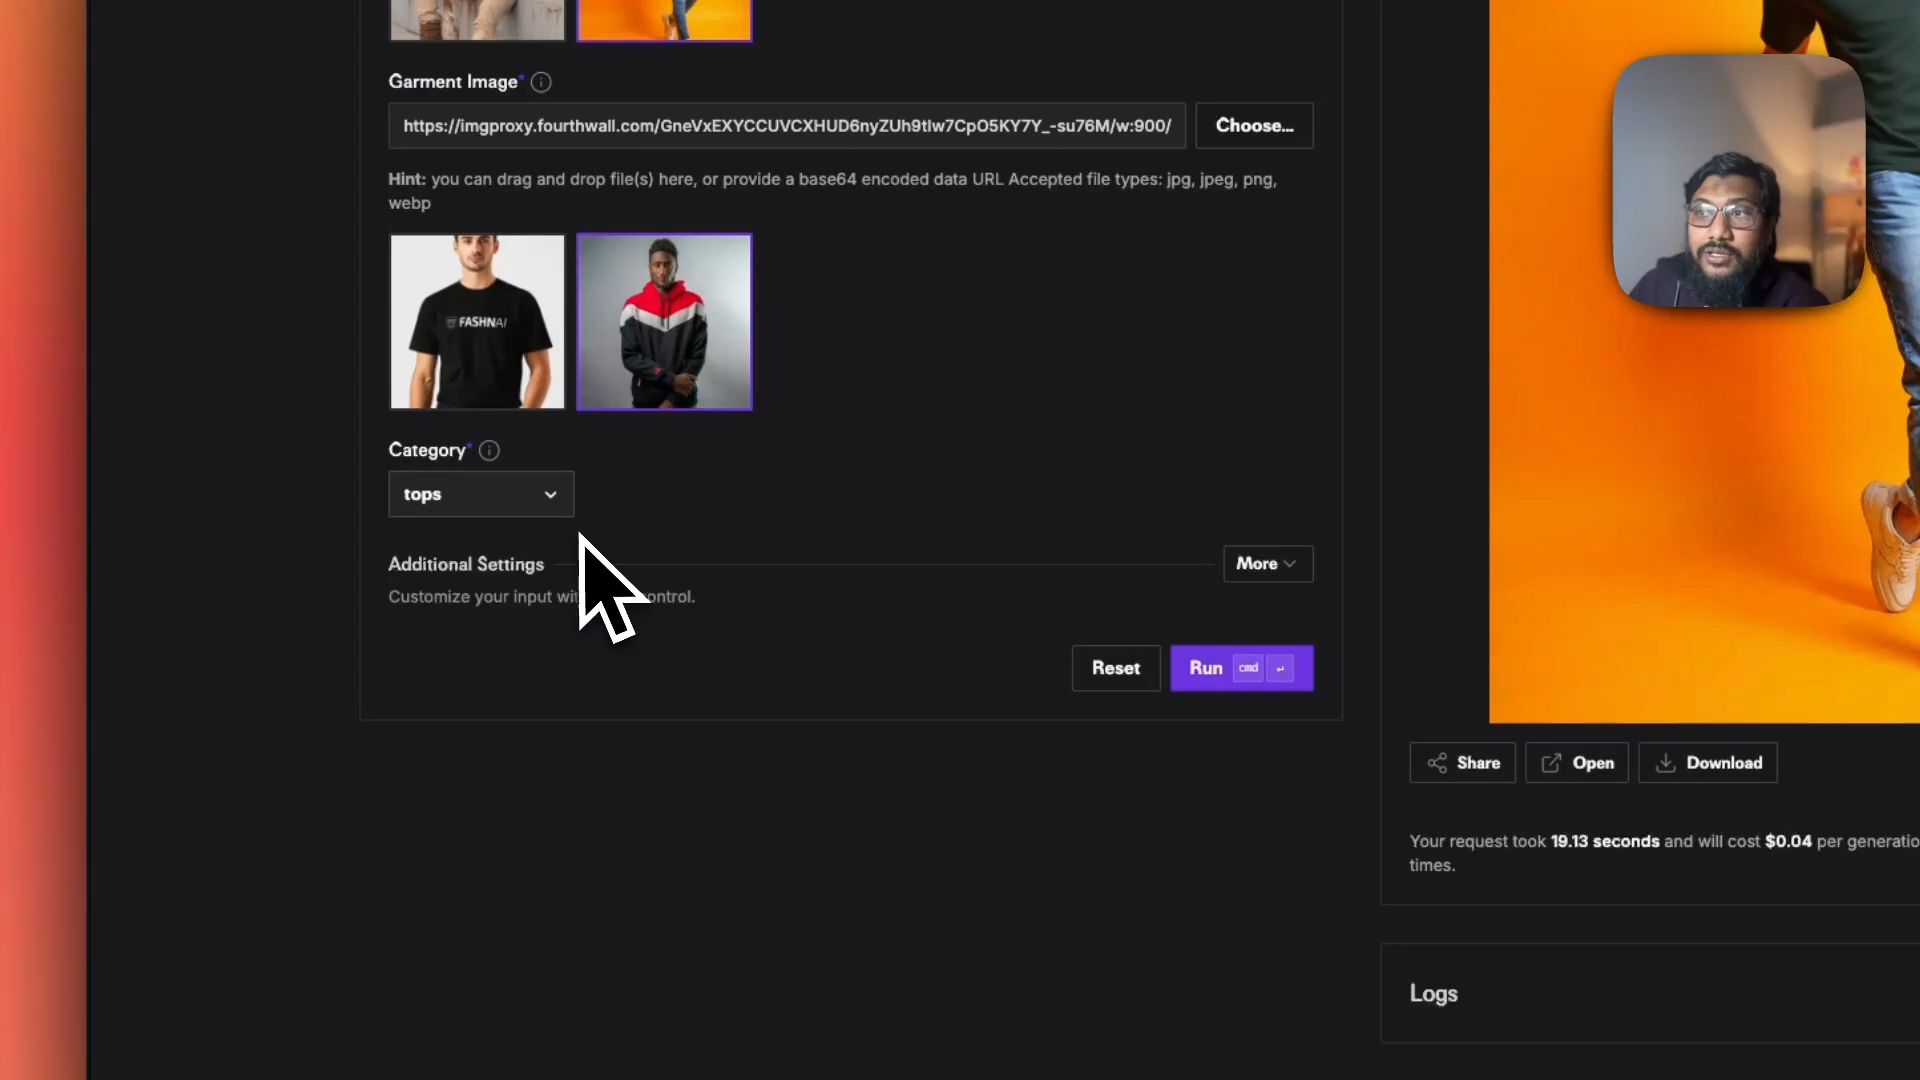 Garment Image*
https://imgproxy.fourthwall.com/GneVxEXYCCUVCXHUD6nyZUh9tlw7CpO5KY7Y_-su76M/w:900/
Choose...
Hint: you can drag and drop file(s) here, or provide a base64 encoded data URL Accepted file types: jpg, jpeg, png,
webp
FASHNAI
Category*
tops
Additional Settings
More
Customize your input wit ontrol.
Reset
Run cmd ↵
Share
Open
Download
Your request took 19.13 seconds and will cost $0.04 per generatio
times.
Logs